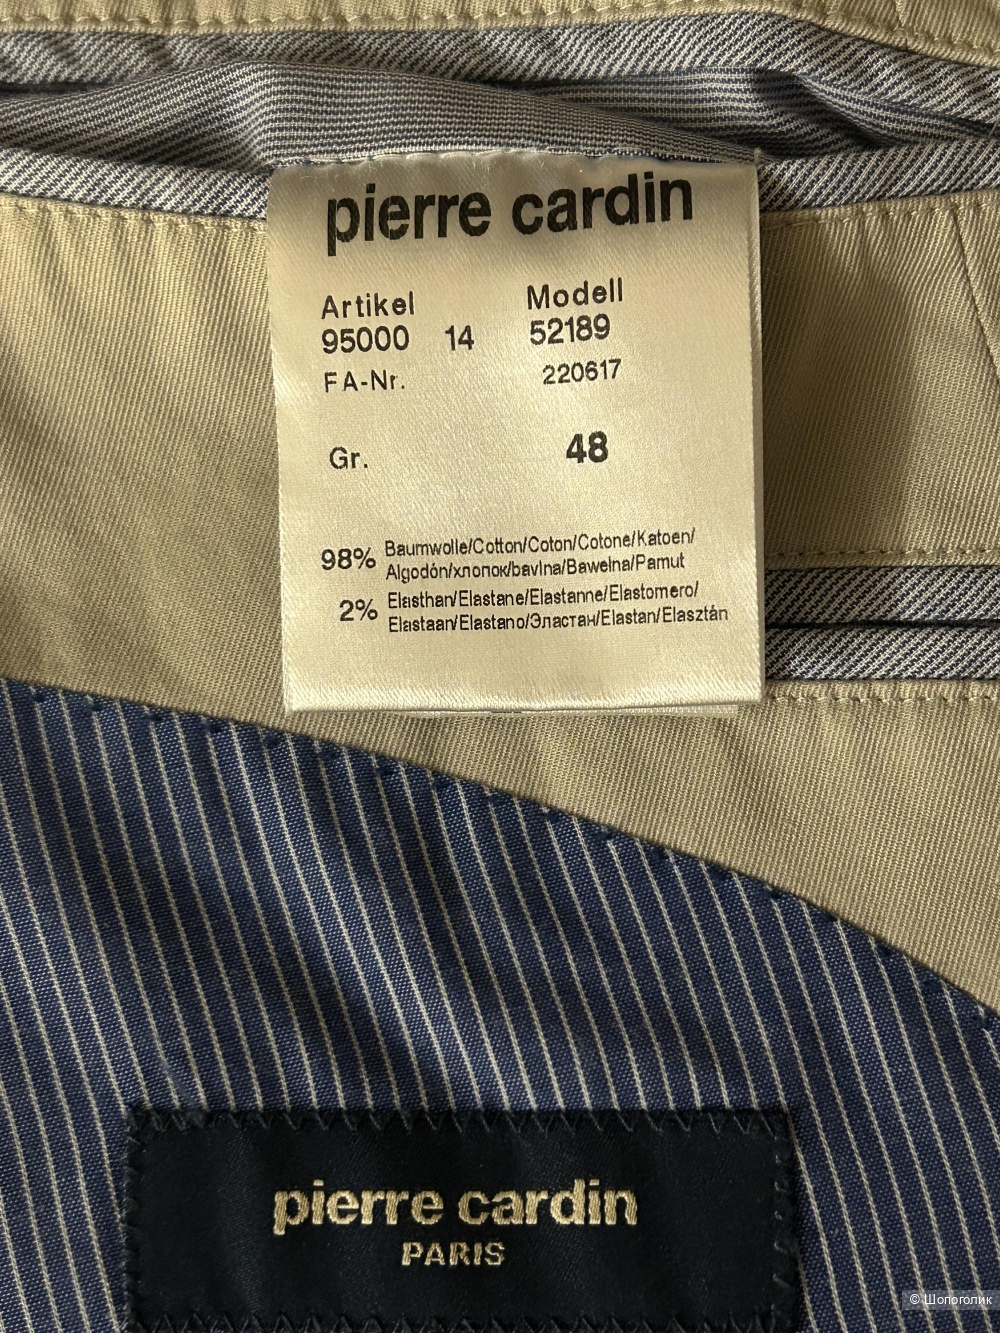 pierre cardin
Artikel Modell
95000 14 52189
FA-Nr. 220617
Gr. 48
98% Baumwolle/Cotton/Coton/Cotone/Katoen/
Algodón/хлопок/bavlna/Bawełna/Pamut
2% Elasthan/Elastane/Elastanne/Elastomero/
Elastaan/Elastano/Эластан/Elastan/Elasztán
pierre cardin
PARIS
© Шопоголик